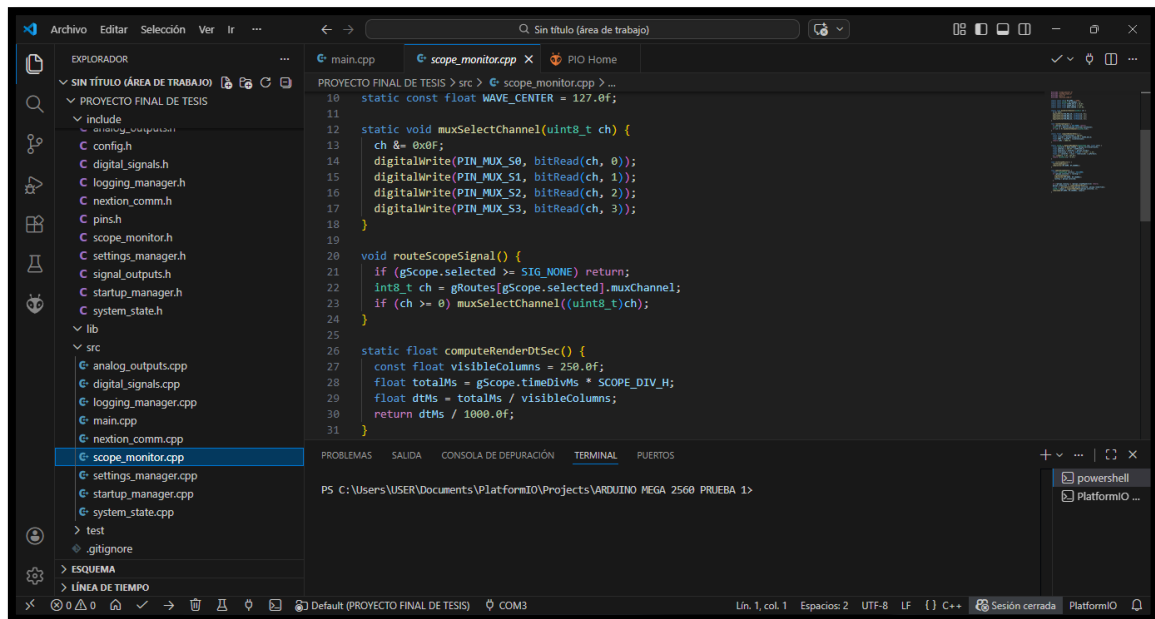 Archivo Editar Selección Ver Ir ···
Sin título (área de trabajo)
EXPLORADOR ···
main.cpp scope_monitor.cpp PIO Home
SIN TÍTULO (ÁREA DE TRABAJO)
PROYECTO FINAL DE TESIS > src > scope_monitor.cpp > ...
PROYECTO FINAL DE TESIS
include
analog_outputs.h
config.h
digital_signals.h
logging_manager.h
nextion_comm.h
pins.h
scope_monitor.h
settings_manager.h
signal_outputs.h
startup_manager.h
system_state.h
lib
src
analog_outputs.cpp
digital_signals.cpp
logging_manager.cpp
main.cpp
nextion_comm.cpp
scope_monitor.cpp
settings_manager.cpp
startup_manager.cpp
system_state.cpp
test
.gitignore
ESQUEMA
LÍNEA DE TIEMPO
10 static const float WAVE_CENTER = 127.0f;
11
12 static void muxSelectChannel(uint8_t ch) {
13 ch &= 0x0F;
14 digitalWrite(PIN_MUX_S0, bitRead(ch, 0));
15 digitalWrite(PIN_MUX_S1, bitRead(ch, 1));
16 digitalWrite(PIN_MUX_S2, bitRead(ch, 2));
17 digitalWrite(PIN_MUX_S3, bitRead(ch, 3));
18 }
19
20 void routeScopeSignal() {
21 if (gScope.selected >= SIG_NONE) return;
22 int8_t ch = gRoutes[gScope.selected].muxChannel;
23 if (ch >= 0) muxSelectChannel((uint8_t)ch);
24 }
25
26 static float computeRenderDtSec() {
27 const float visibleColumns = 250.0f;
28 float totalMs = gScope.timeDivMs * SCOPE_DIV_H;
29 float dtMs = totalMs / visibleColumns;
30 return dtMs / 1000.0f;
31 }
PROBLEMAS SALIDA CONSOLA DE DEPURACIÓN TERMINAL PUERTOS
PS C:\Users\USER\Documents\PlatformIO\Projects\ARDUINO MEGA 2560 PRUEBA 1>
powershell
PlatformIO ...
0 0 Default (PROYECTO FINAL DE TESIS) COM3 Lín. 1, col. 1 Espacios: 2 UTF-8 LF {} C++ Sesión cerrada PlatformIO